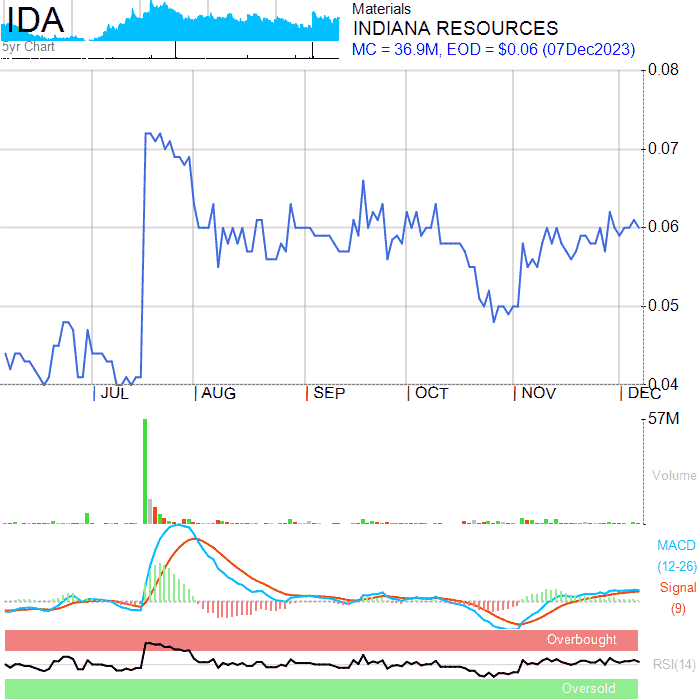 IDA
5yr Chart
Materials
INDIANA RESOURCES
MC = 36.9M, EOD = $0.06 (07Dec2023)
0.08
0.07
0.06
0.05
0.04
JUL AUG SEP OCT NOV DEC
57M
Volume
MACD
(12-26)
Signal
(9)
Overbought
RSI(14)
Oversold